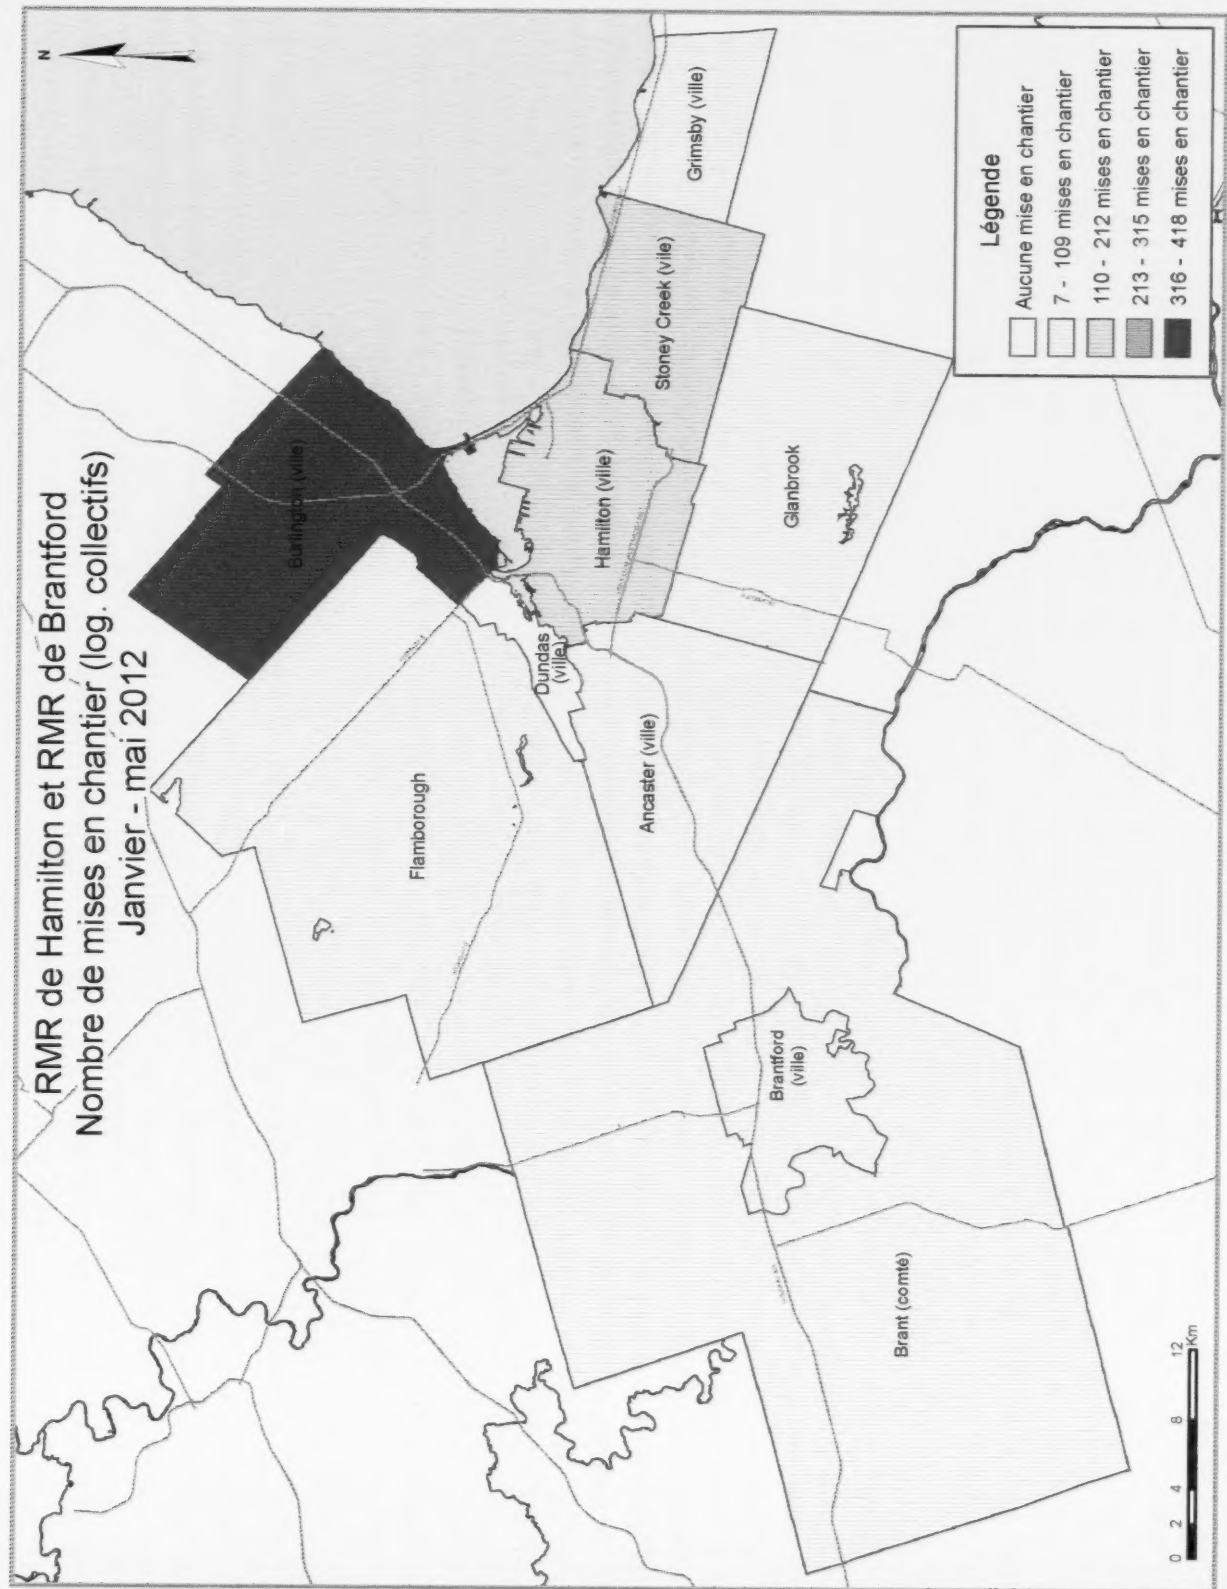 RMR de Hamilton et RMR de Brantford
Nombre de mises en chantier (log. collectifs)
Janvier - mai 2012
N
Burlington (ville)
Flamborough
Dundas
(ville)
Hamilton (ville)
Stoney Creek (ville)
Grimsby (ville)
Ancaster (ville)
Glanbrook
Brantford
(ville)
Brant (comté)
Légende
Aucune mise en chantier
7 - 109 mises en chantier
110 - 212 mises en chantier
213 - 315 mises en chantier
316 - 418 mises en chantier
0 2 4 8 12
Km